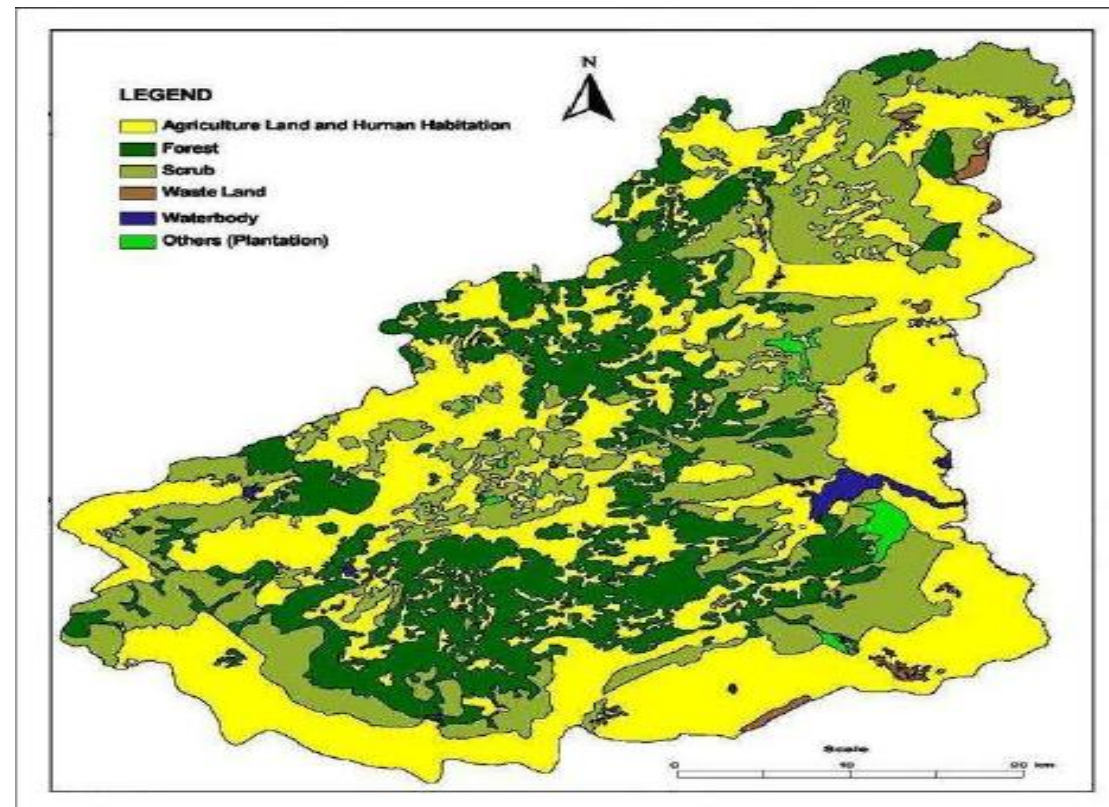 N
LEGEND
Agriculture Land and Human Habitation
Forest
Scrub
Waste Land
Waterbody
Others (Plantation)
Scale
0 10 20 km